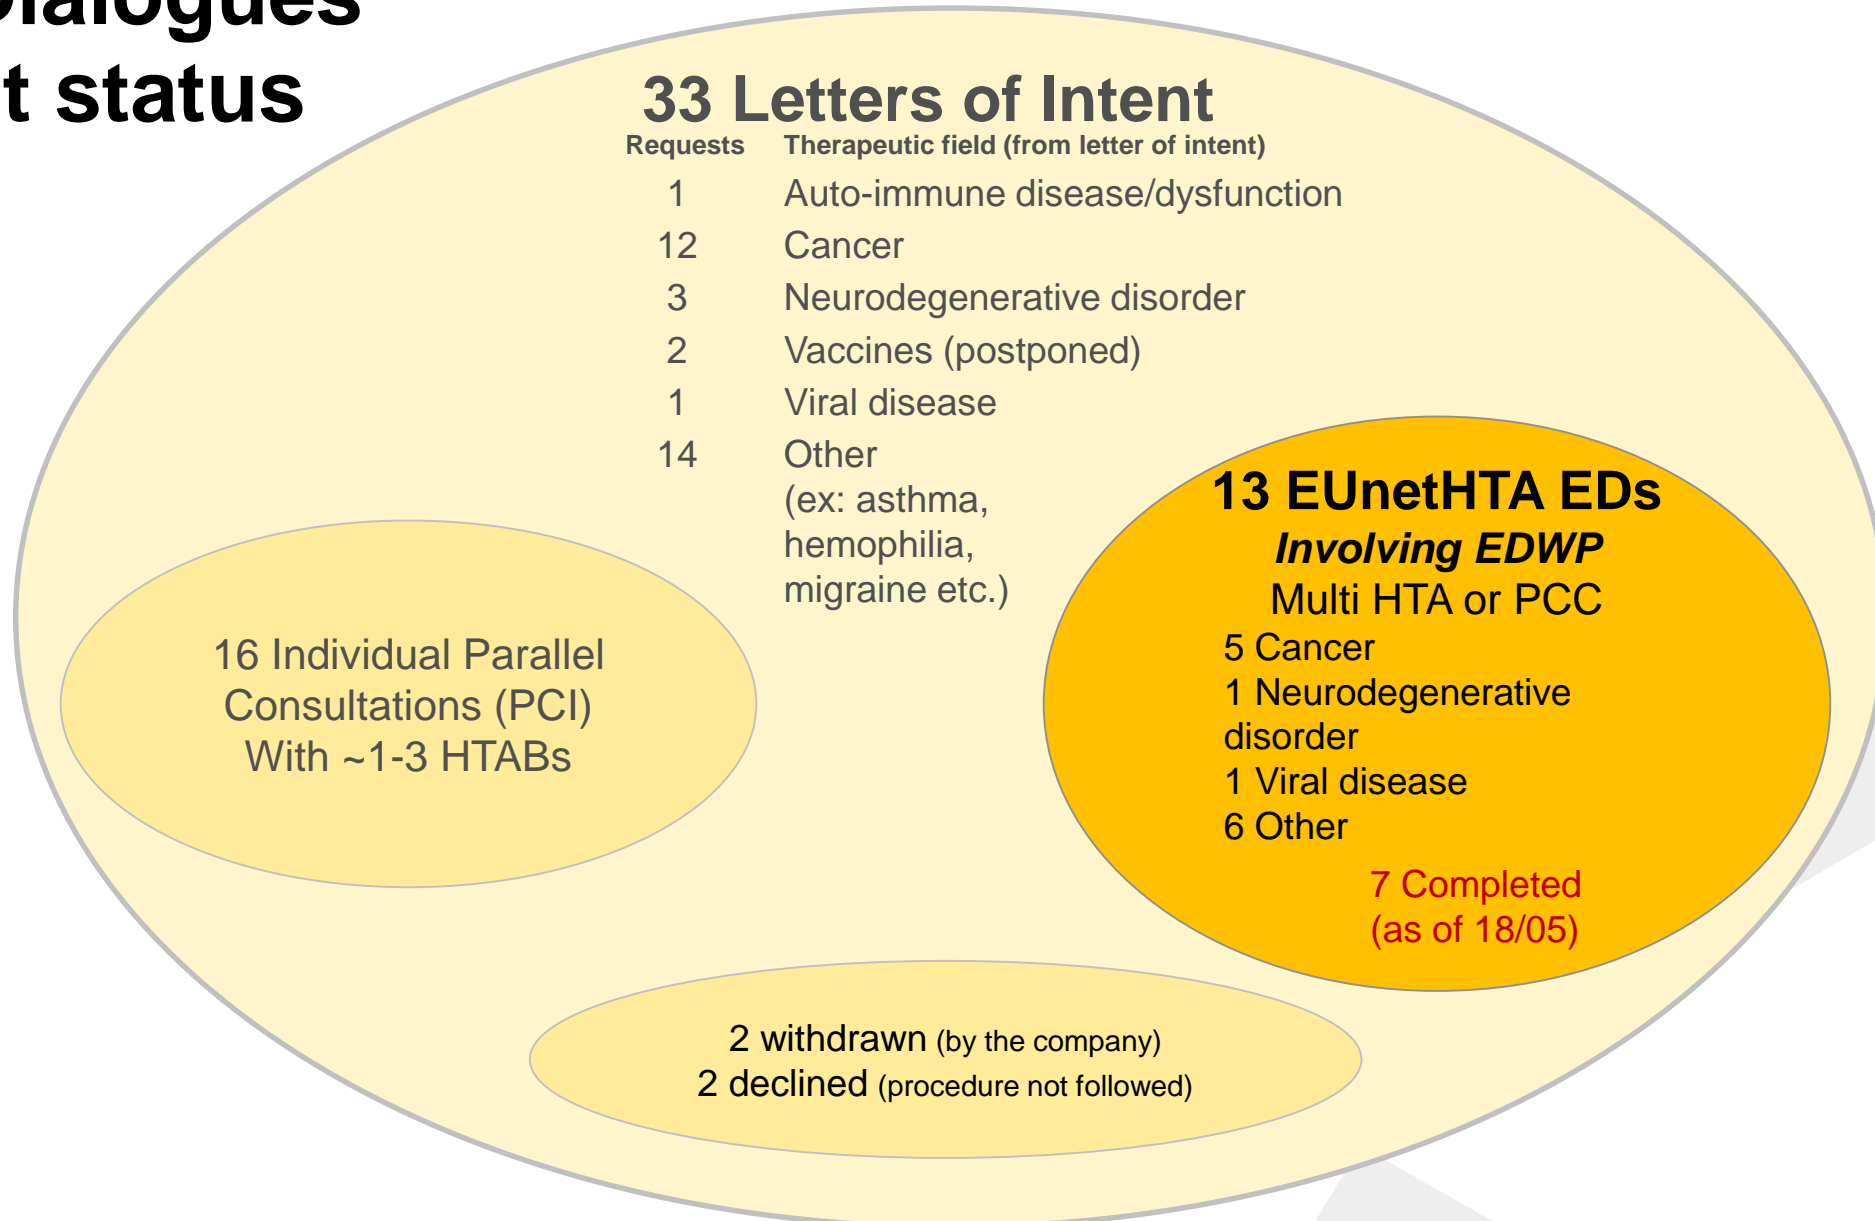 Dialogues
t status
33 Letters of Intent
Requests Therapeutic field (from letter of intent)
1 Auto-immune disease/dysfunction
12 Cancer
3 Neurodegenerative disorder
2 Vaccines (postponed)
1 Viral disease
14 Other
(ex: asthma,
hemophilia,
migraine etc.)
16 Individual Parallel
Consultations (PCI)
With ~1-3 HTABs
13 EUnetHTA EDs
Involving EDWP
Multi HTA or PCC
5 Cancer
1 Neurodegenerative
disorder
1 Viral disease
6 Other
7 Completed
(as of 18/05)
2 withdrawn (by the company)
2 declined (procedure not followed)